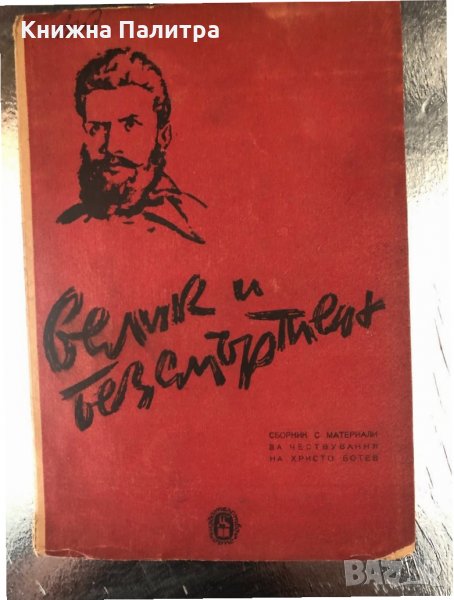 Книжна Палитра
велик и
безсмъртен
СБОРНИК С МАТЕРИАЛИ
ЗА ЧЕСТВУВАНИЯ
НА ХРИСТО БОТЕВ